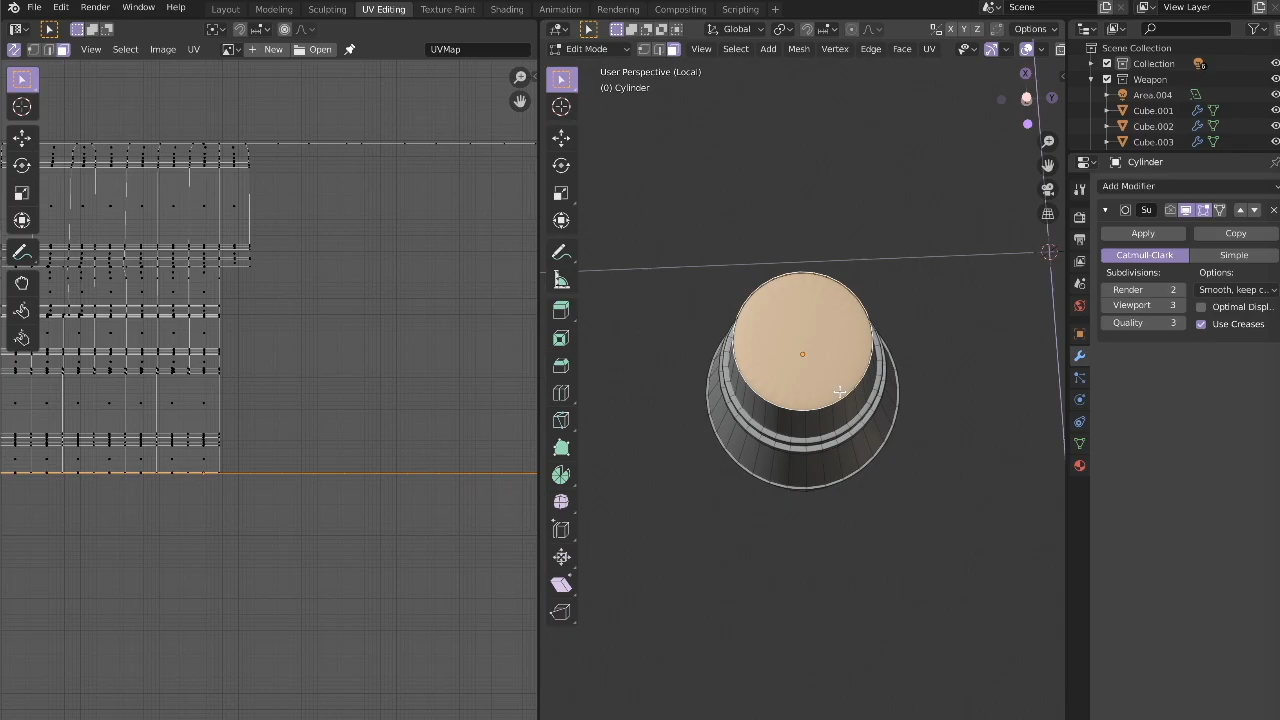 File Edit Render Window Help Layout Modeling Sculpting UV Editing Texture Paint Shading Animation Rendering Compositing Scripting Scene View Layer
Global X Y Z Options
View Select Image UV New Open UVMap Edit Mode View Select Add Mesh Vertex Edge Face UV
Scene Collection
Collection 6
Weapon
Area.004
Cube.001
Cube.002
Cube.003
User Perspective (Local)
(0) Cylinder
X
Y
Cylinder
Add Modifier
Su
Apply Copy
Catmull-Clark Simple
Subdivisions: Options:
Render 2 Smooth, keep c...
Viewport 3 Optimal Displ
Quality 3 Use Creases